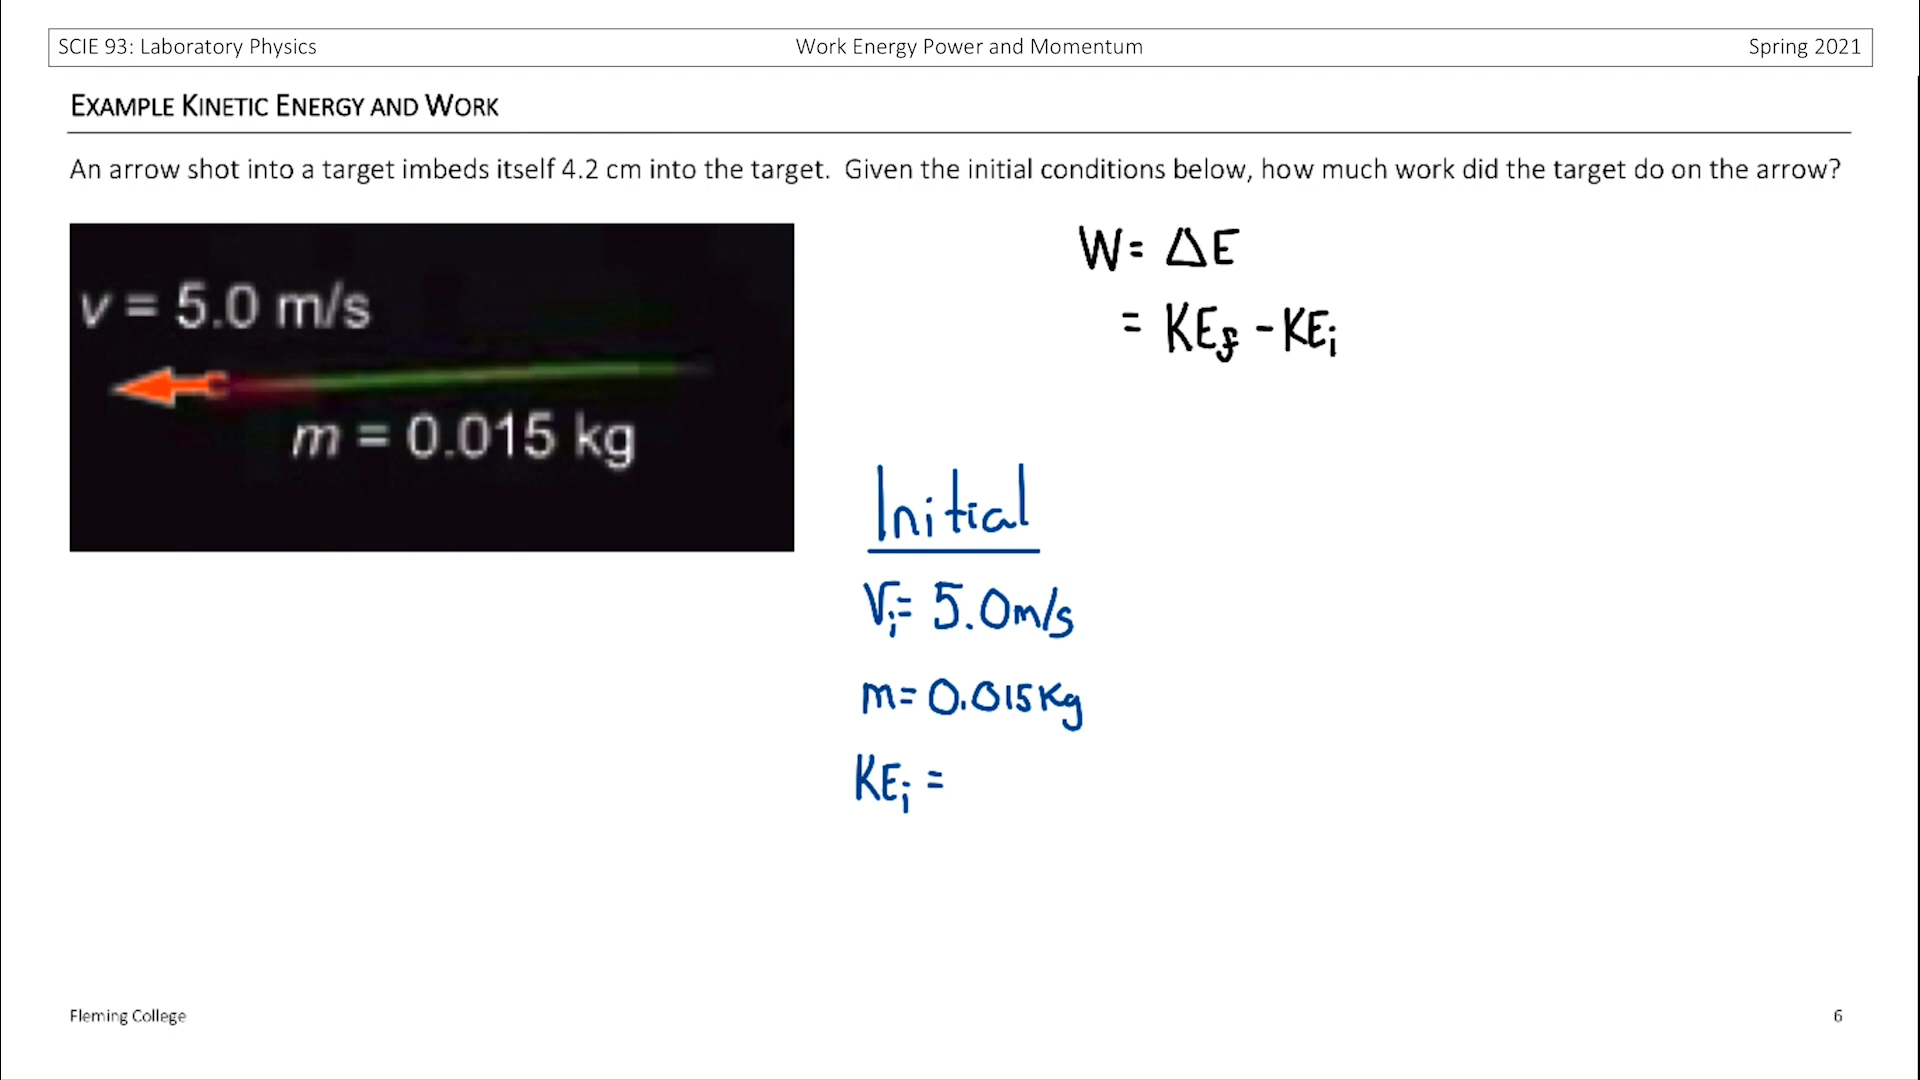 SCIE 93: Laboratory Physics Work Energy Power and Momentum Spring 2021
EXAMPLE KINETIC ENERGY AND WORK
An arrow shot into a target imbeds itself 4.2 cm into the target. Given the initial conditions below, how much work did the target do on the arrow?
v = 5.0 m/s
m = 0.015 kg
W = ΔE
= KEf - KEi
Initial
Vi = 5.0m/s
m = 0.015Kg
KEi =
Fleming College 6